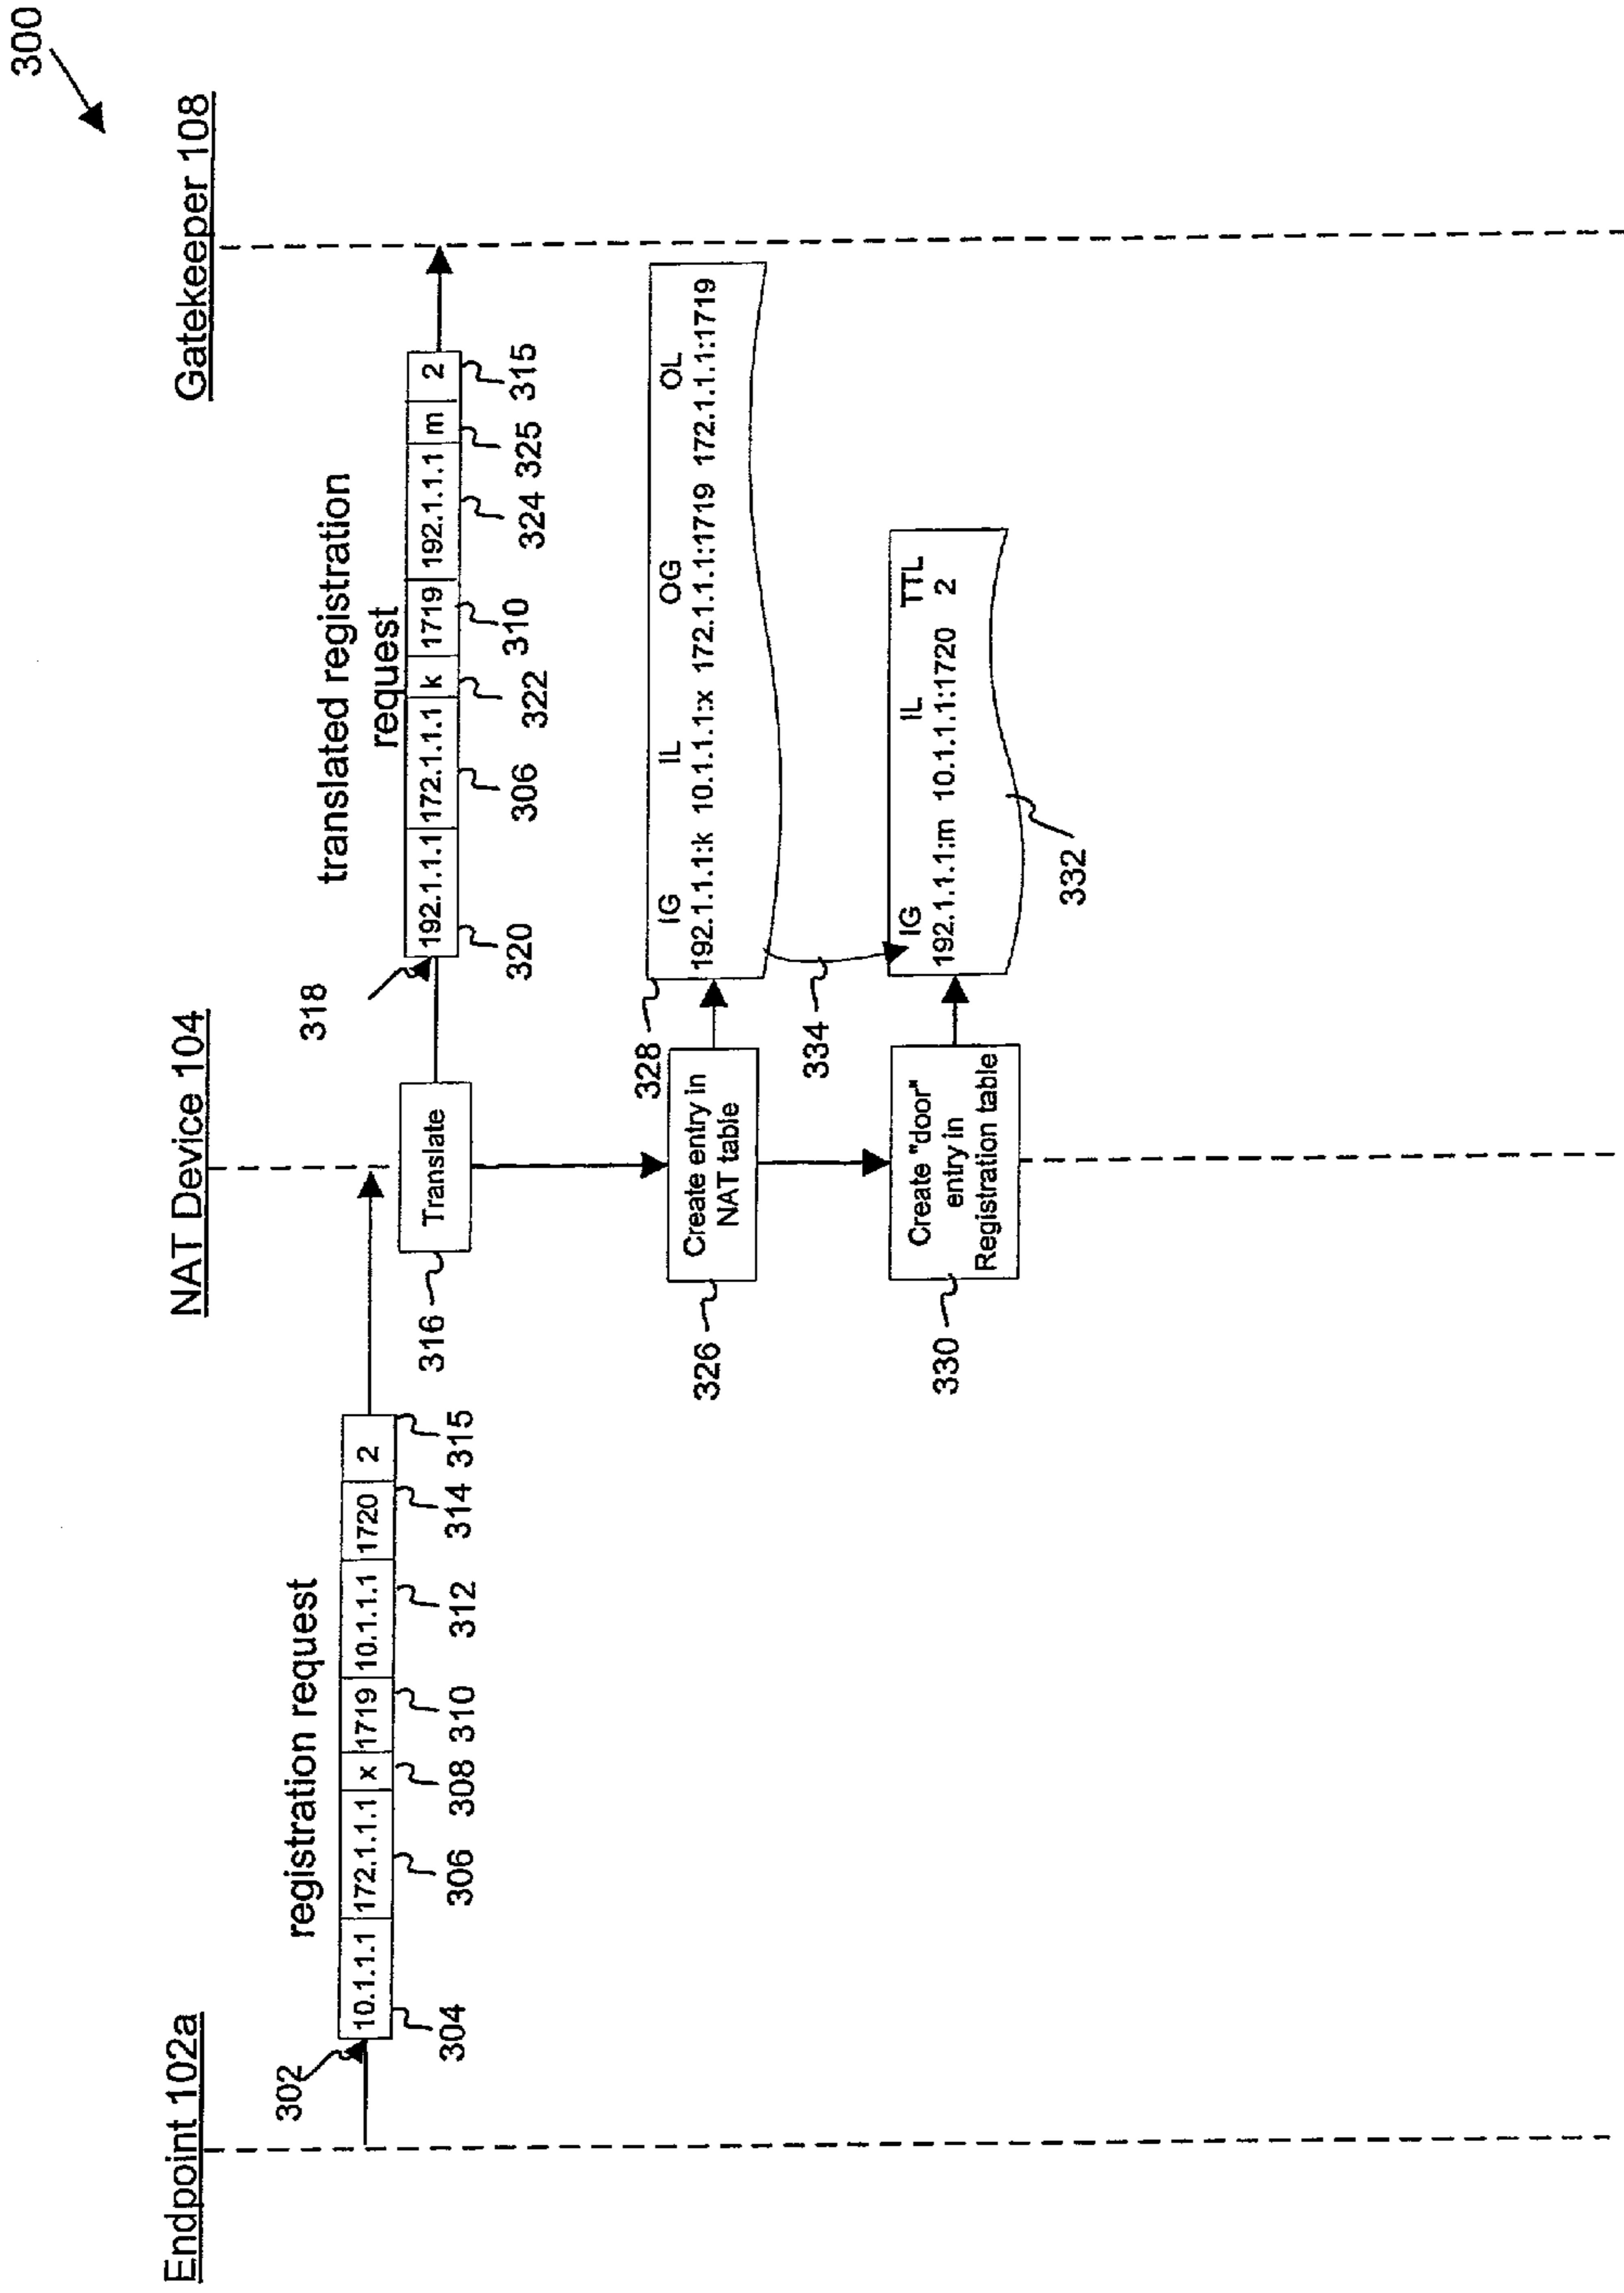 300
Endpoint 102a
NAT Device 104
Gatekeeper 108
registration request
302
10.1.1.1 172.1.1.1 x 1719 10.1.1.1 1720 2
304 306 308 310 312 314 315
316
Translate
translated registration
request
318
192.1.1.1 172.1.1.1 k 1719 192.1.1.1 m 2
320 306 322 310 324 325 315
326
Create entry in
NAT table
328
IG IL OG OL
192.1.1.1:k 10.1.1.1:x 172.1.1.1:1719 172.1.1.1:1719
334
330
Create "door"
entry in
Registration table
IG IL TTL
192.1.1.1:m 10.1.1.1:1720 2
332